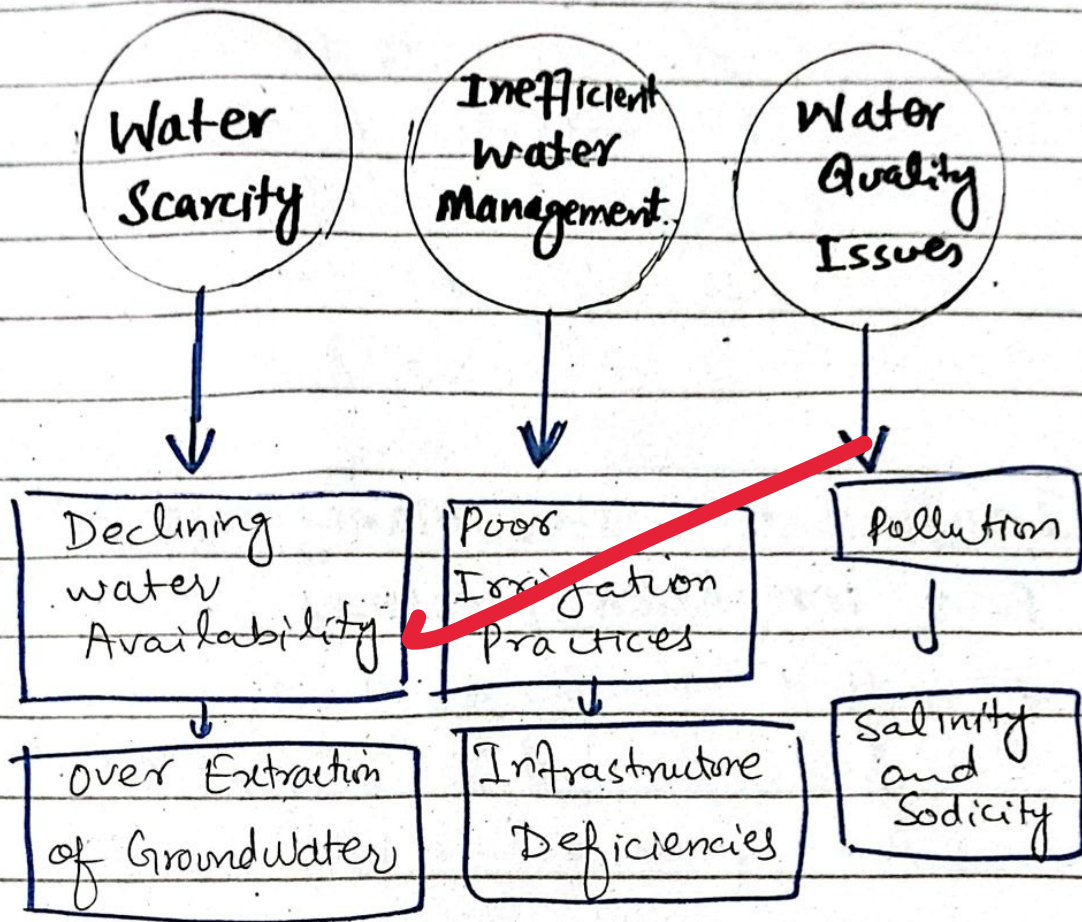 Water
Scarcity
Inefficient
Water
Management.
Water
Quality
Issues
Declining
water
Availability
Poor
Irrigation
Practices
Pollution
over Extraction
of GroundWater
Infrastructure
Deficiencies
Salinity
and
Sodicity